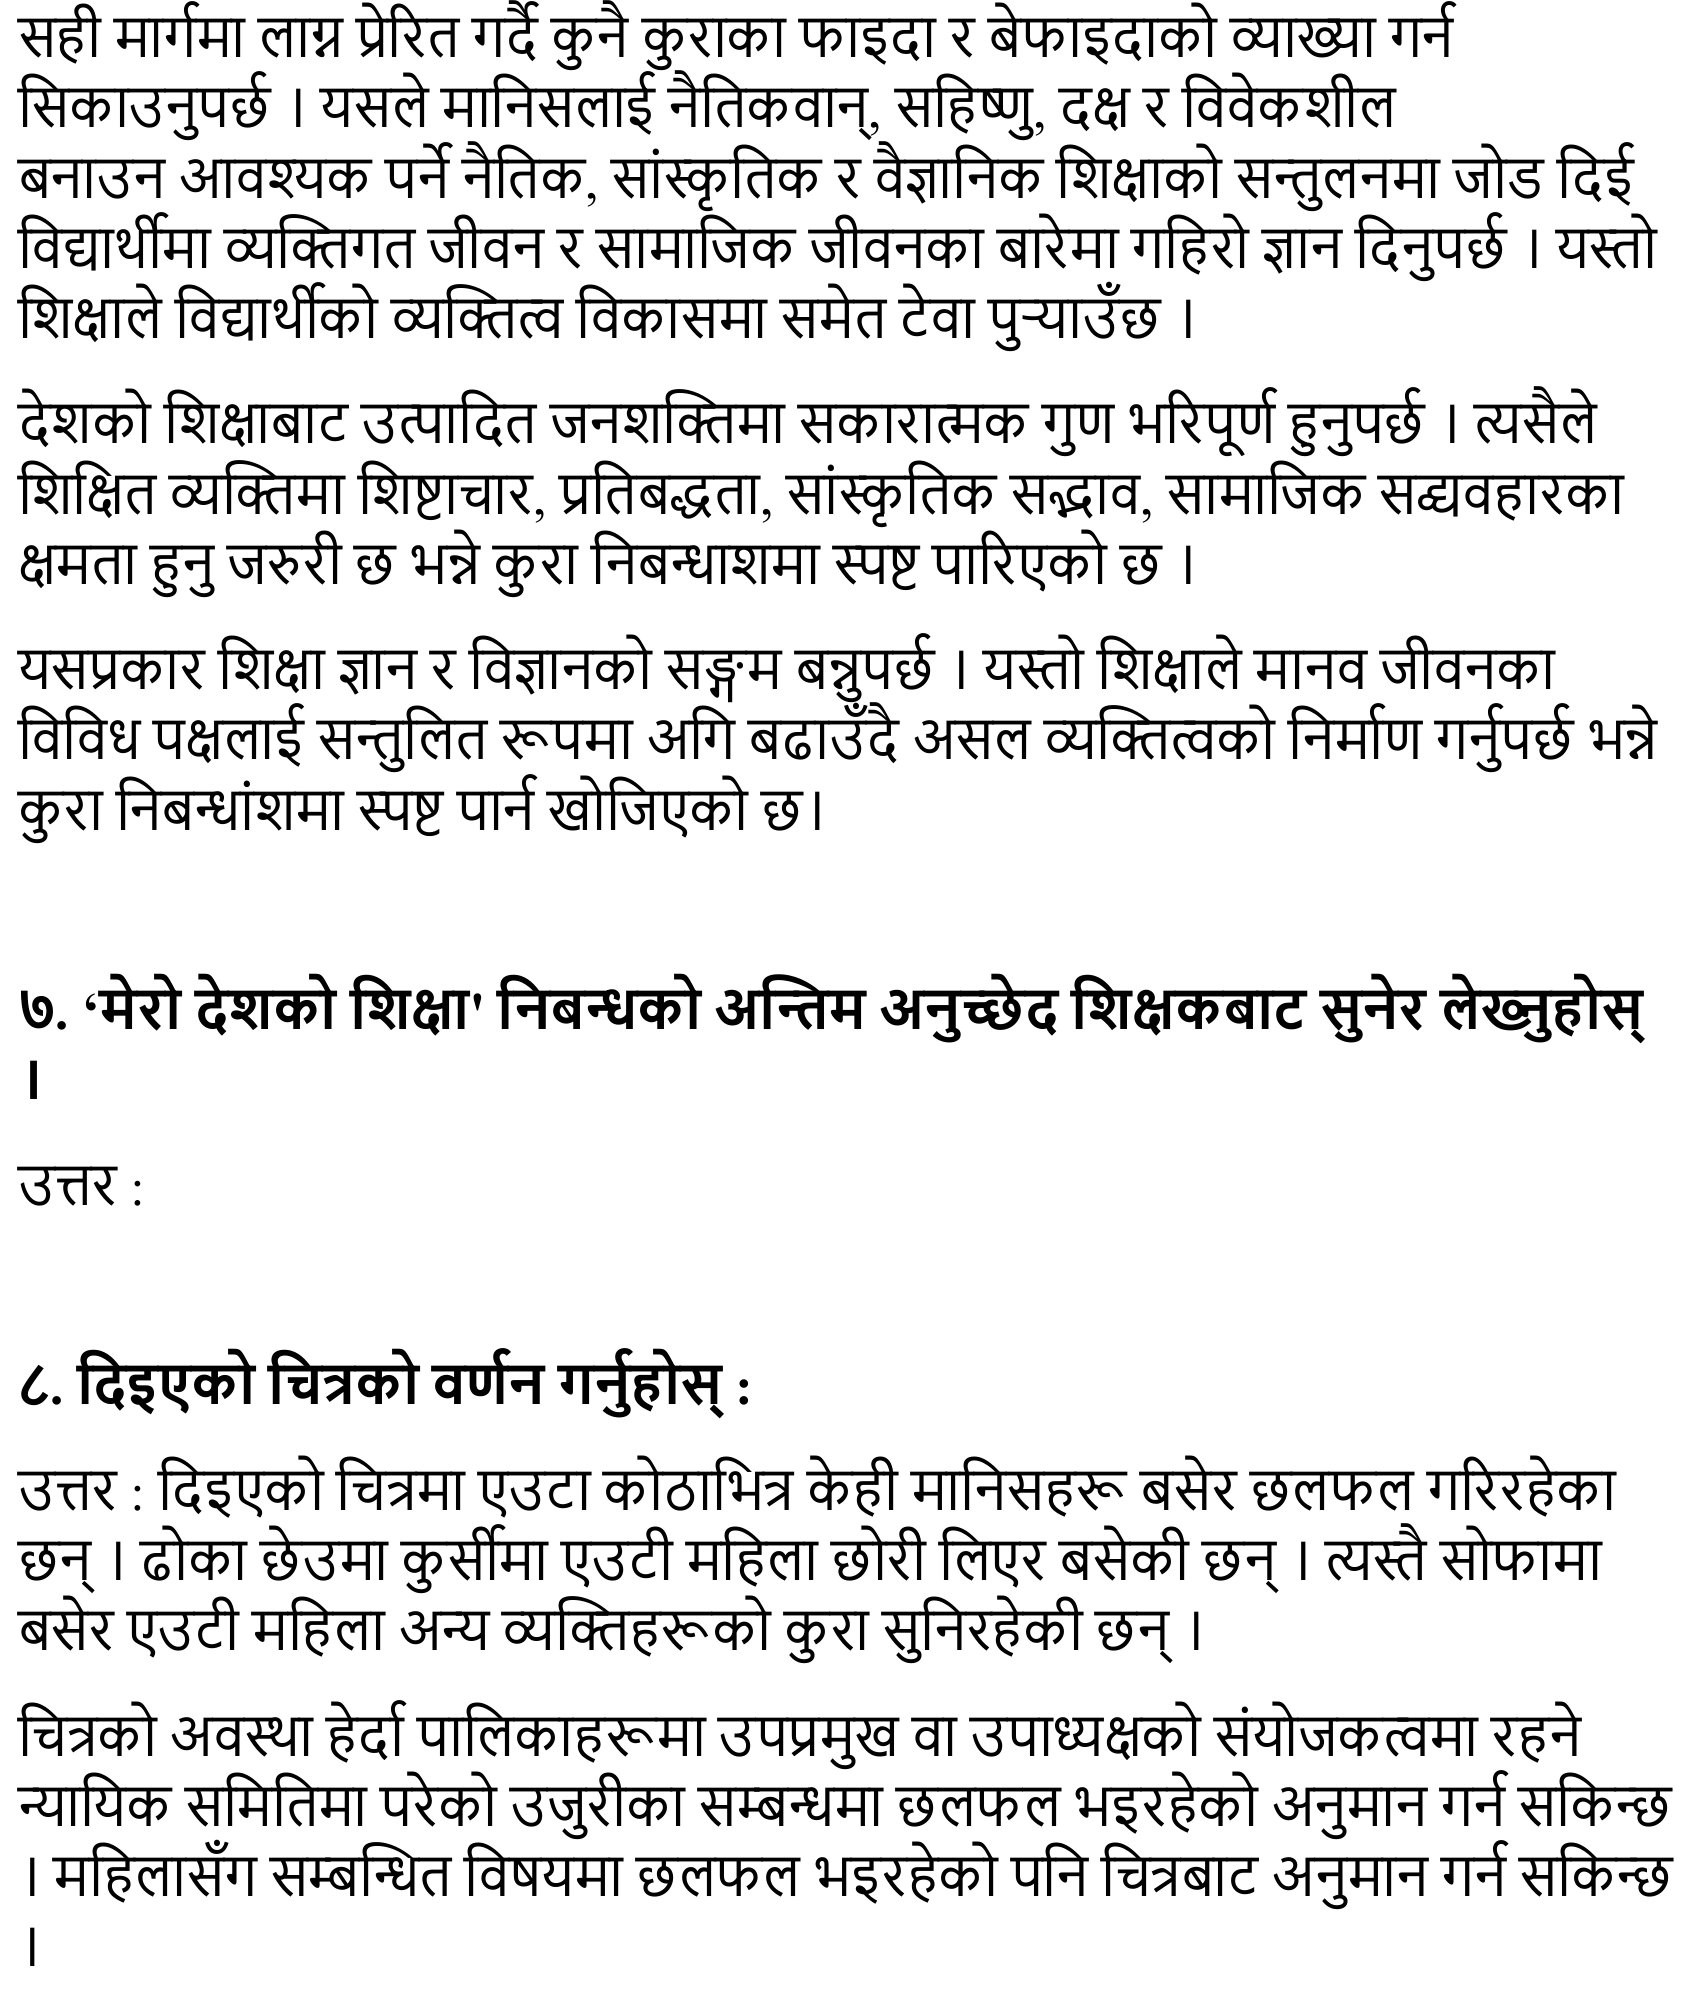 सही मार्गमा लाग्न प्रेरित गर्दै कुनै कुराका फाइदा र बेफाइदाको व्याख्या गर्न
सिकाउनुपर्छ । यसले मानिसलाई नैतिकवान्, सहिष्णु, दक्ष र विवेकशील
बनाउन आवश्यक पर्ने नैतिक, सांस्कृतिक र वैज्ञानिक शिक्षाको सन्तुलनमा जोड दिई
विद्यार्थीमा व्यक्तिगत जीवन र सामाजिक जीवनका बारेमा गहिरो ज्ञान दिनुपर्छ । यस्तो
शिक्षाले विद्यार्थीको व्यक्तित्व विकासमा समेत टेवा पुऱ्याउँछ ।
देशको शिक्षाबाट उत्पादित जनशक्तिमा सकारात्मक गुण भरिपूर्ण हुनुपर्छ । त्यसैले
शिक्षित व्यक्तिमा शिष्टाचार, प्रतिबद्धता, सांस्कृतिक सद्भाव, सामाजिक सद्व्यवहारका
क्षमता हुनु जरुरी छ भन्ने कुरा निबन्धाशमा स्पष्ट पारिएको छ ।
यसप्रकार शिक्षा ज्ञान र विज्ञानको सङ्गम बन्नुपर्छ । यस्तो शिक्षाले मानव जीवनका
विविध पक्षलाई सन्तुलित रूपमा अगि बढाउँदै असल व्यक्तित्वको निर्माण गर्नुपर्छ भन्ने
कुरा निबन्धांशमा स्पष्ट पार्न खोजिएको छ।
७. ‘मेरो देशको शिक्षा' निबन्धको अन्तिम अनुच्छेद शिक्षकबाट सुनेर लेख्नुहोस्
।
उत्तर :
८. दिइएको चित्रको वर्णन गर्नुहोस् :
उत्तर : दिइएको चित्रमा एउटा कोठाभित्र केही मानिसहरू बसेर छलफल गरिरहेका
छन् । ढोका छेउमा कुर्सीमा एउटी महिला छोरी लिएर बसेकी छन् । त्यस्तै सोफामा
बसेर एउटी महिला अन्य व्यक्तिहरूको कुरा सुनिरहेकी छन् ।
चित्रको अवस्था हेर्दा पालिकाहरूमा उपप्रमुख वा उपाध्यक्षको संयोजकत्वमा रहने
न्यायिक समितिमा परेको उजुरीका सम्बन्धमा छलफल भइरहेको अनुमान गर्न सकिन्छ
। महिलासँग सम्बन्धित विषयमा छलफल भइरहेको पनि चित्रबाट अनुमान गर्न सकिन्छ
।